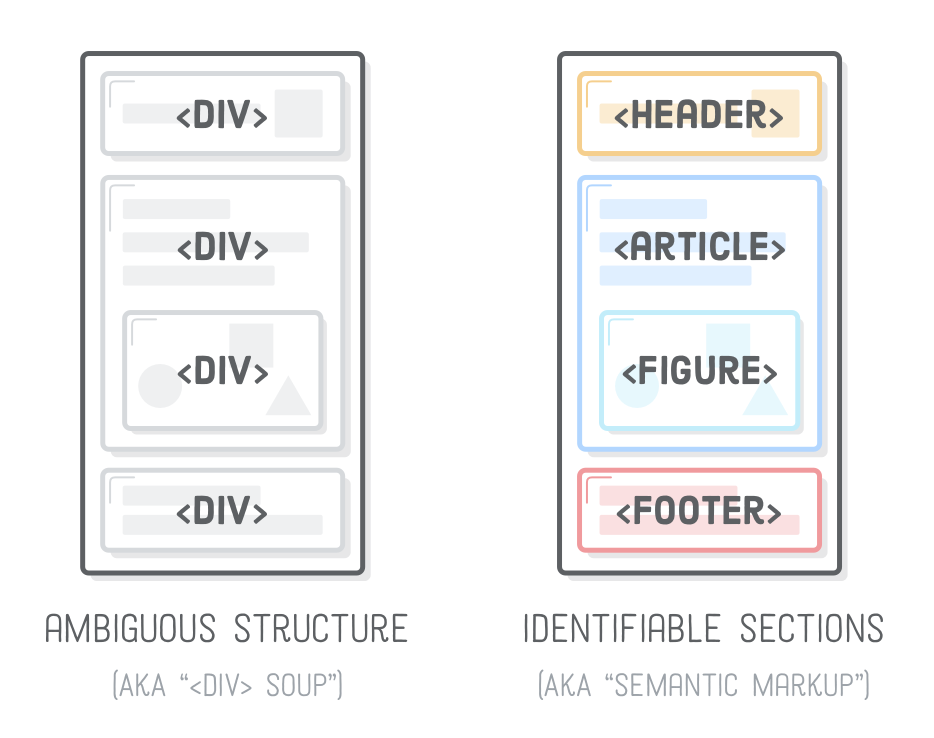 <DIV>
<DIV>
<DIV>
<DIV>
AMBIGUOUS STRUCTURE
(AKA “<DIV> SOUP”)
<HEADER>
<ARTICLE>
<FIGURE>
<FOOTER>
IDENTIFIABLE SECTIONS
(AKA “SEMANTIC MARKUP”)